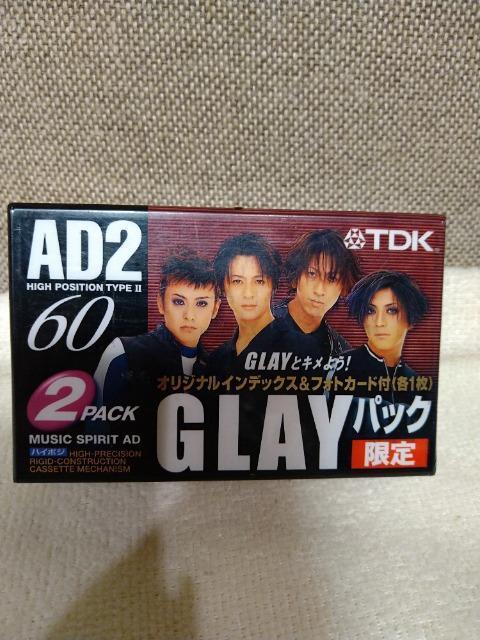 AD2
HIGH POSITION TYPE II
60
TDK
GLAYとキメよう!
オリジナルインデックス&フォトカード付(各1枚)
2PACK
GLAYパック
限定
MUSIC SPIRIT AD
ハイポジ HIGH-PRECISION
RIGID-CONSTRUCTION
CASSETTE MECHANISM